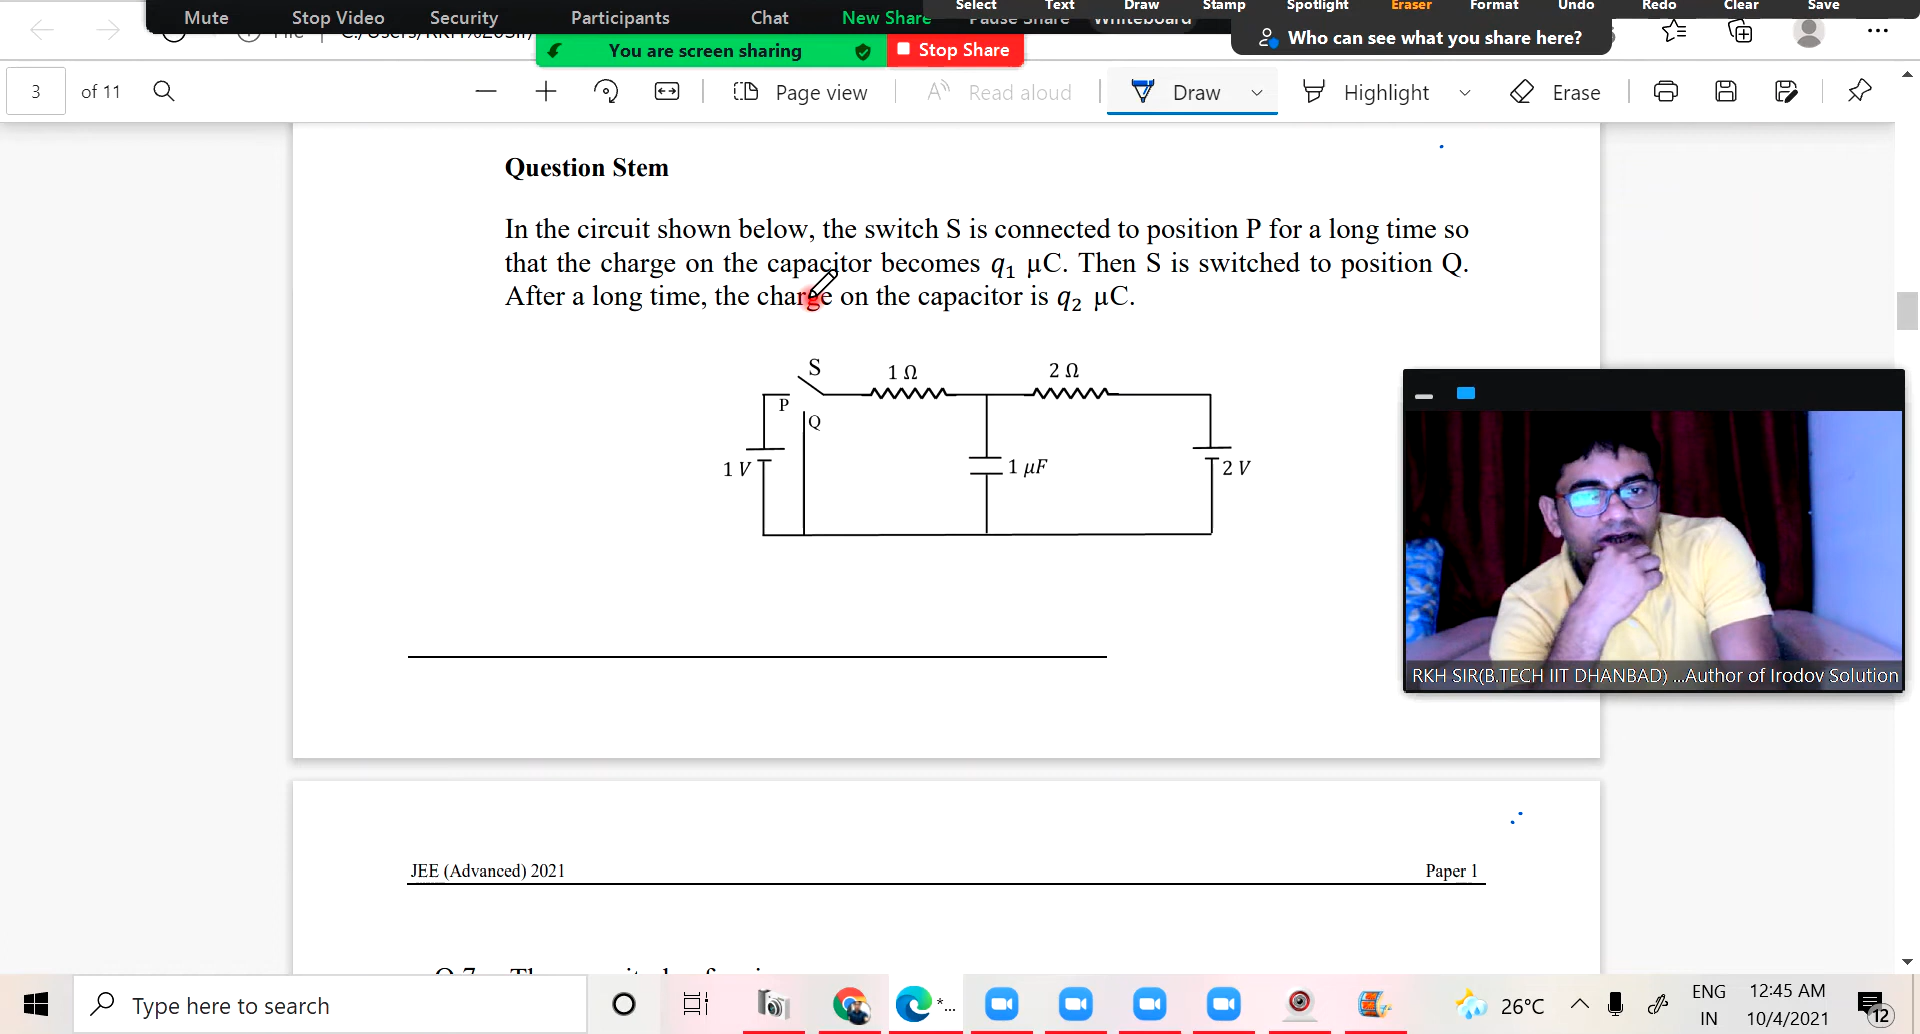 Select Text Draw Stamp Spotlight Eraser Format Undo Redo Clear Save
Mute Stop Video Security Participants Chat New Share Pause Share Whiteboard
You are screen sharing Stop Share Who can see what you share here?
3 of 11 Page view Read aloud Draw Highlight Erase
Question Stem
In the circuit shown below, the switch S is connected to position P for a long time so
that the charge on the capacitor becomes q₁ μC. Then S is switched to position Q.
After a long time, the charge on the capacitor is q₂ μC.
S
1 Ω
2 Ω
P
Q
1 V
1 μF
2 V
RKH SIR(B.TECH IIT DHANBAD) ...Author of Irodov Solution
JEE (Advanced) 2021 Paper 1
Type here to search
26°C
ENG
IN
12:45 AM
10/4/2021
12